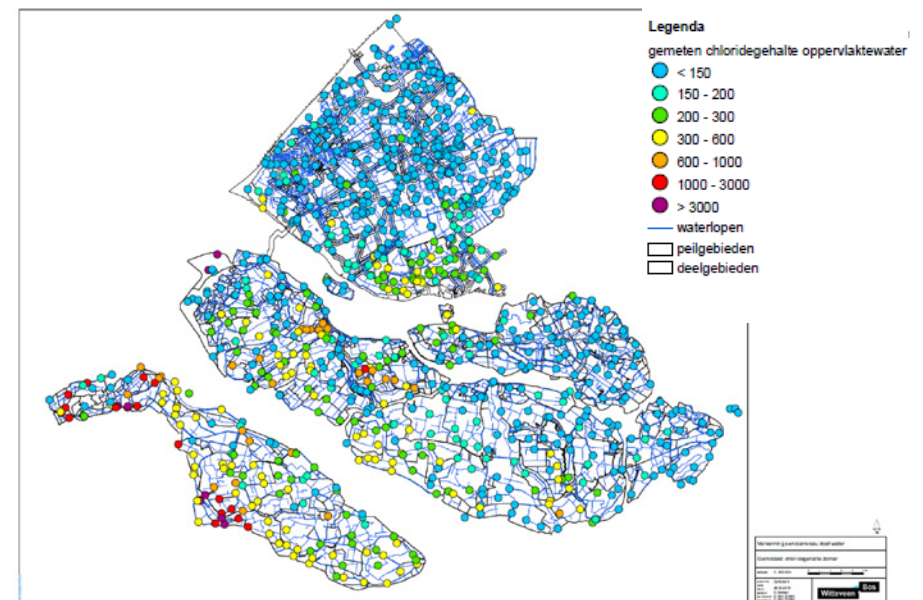 Legenda
gemeten chloridegehalte oppervlaktewater
< 150
150 - 200
200 - 300
300 - 600
600 - 1000
1000 - 3000
> 3000
waterlopen
peilgebieden
deelgebieden
Witteveen Bos